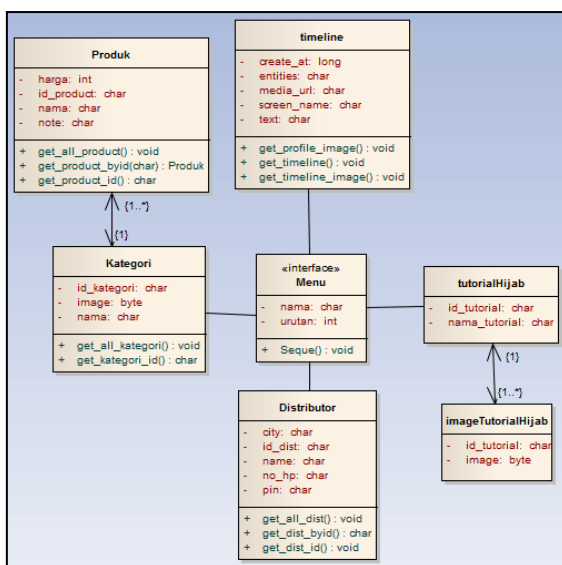 Produk
- harga: int
- id_product: char
- nama: char
- note: char
+ get_all_product() : void
+ get_product_byid(char) : Produk
+ get_product_id() : char
timeline
- create_at: long
- entities: char
- media_url: char
- screen_name: char
- text: char
+ get_profile_image() : void
+ get_timeline() : void
+ get_timeline_image() : void
{1..*}
{1}
Kategori
- id_kategori: char
- image: byte
- nama: char
+ get_all_kategori() : void
+ get_kategori_id() : char
«interface»
Menu
- nama: char
- urutan: int
+ Seque() : void
tutorialHijab
- id_tutorial: char
- nama_tutorial: char
{1}
{1..*}
imageTutorialHijab
- id_tutorial: char
- image: byte
Distributor
- city: char
- id_dist: char
- name: char
- no_hp: char
- pin: char
+ get_all_dist() : void
+ get_dist_byid() : char
+ get_dist_id() : void